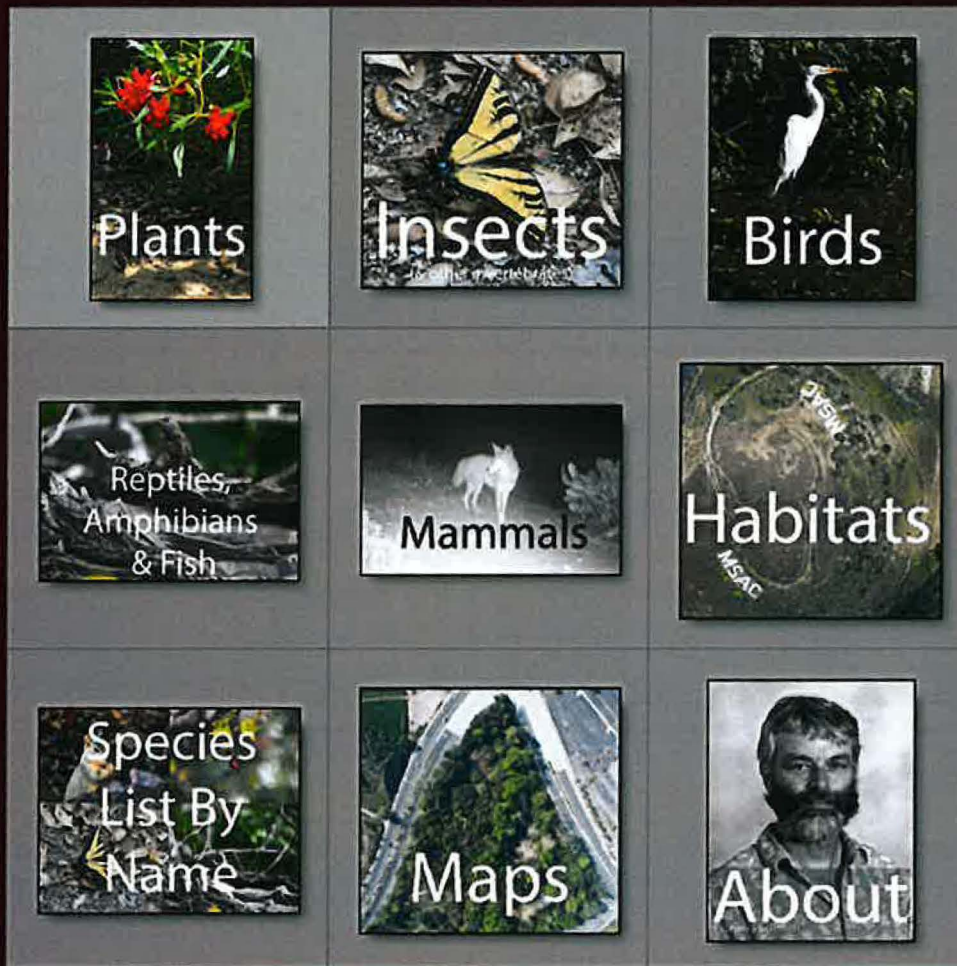 Plants
Insects
(& other invertebrates)
Birds
Reptiles,
Amphibians
& Fish
Mammals
MSAC
Habitats
MSAC
Species
List By
Name
Maps
About